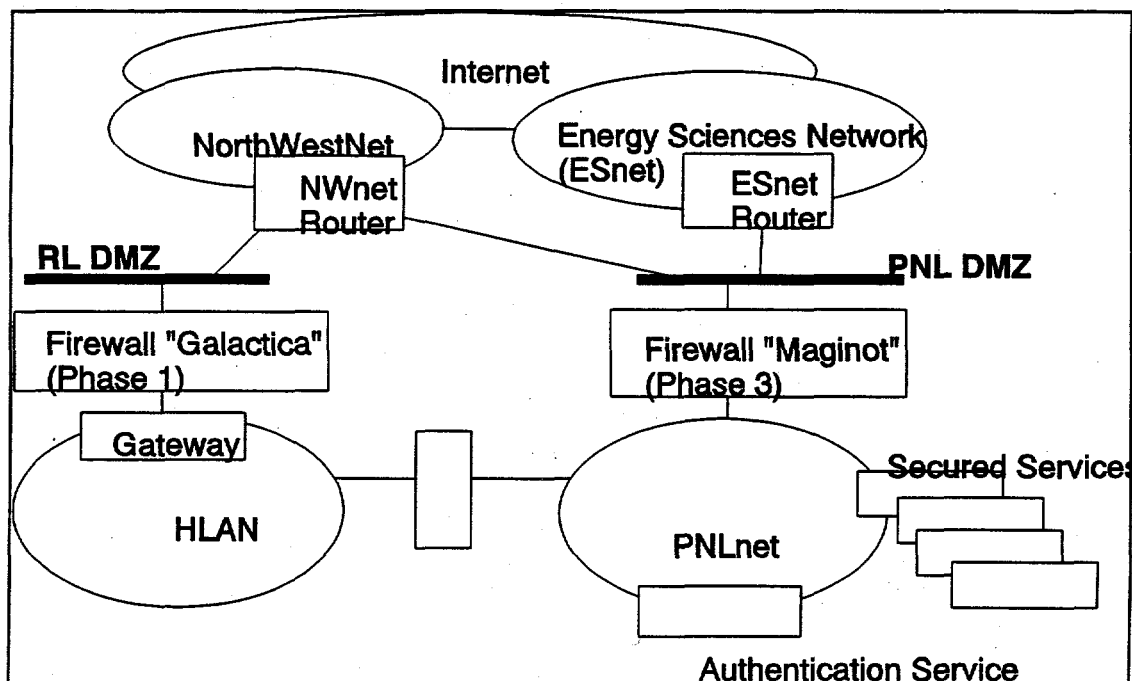 Internet
NorthWestNet
Energy Sciences Network
(ESnet)
NWnet
Router
ESnet
Router
RL DMZ
PNL DMZ
Firewall "Galactica"
(Phase 1)
Firewall "Maginot"
(Phase 3)
Gateway
Secured Services
HLAN
PNLnet
Authentication Service